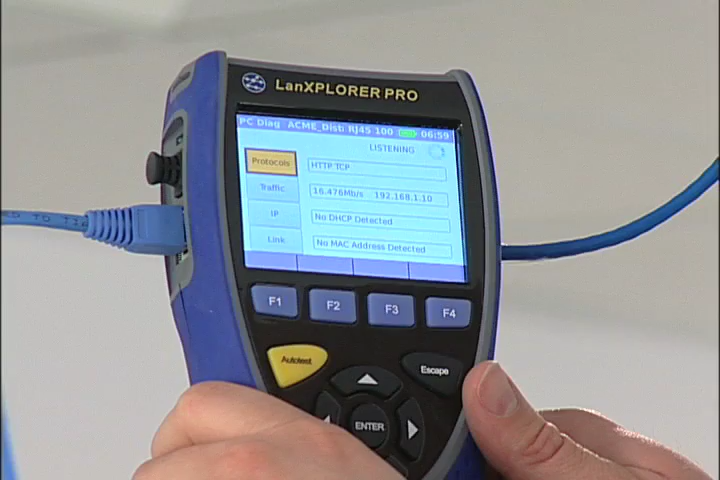 LanXPLORER PRO
PC Diag ACME_Dist: RJ45 100 06:59
LISTENING
Protocols HTTP TCP
Traffic 16.476Mb/s 192.168.1.10
IP No DHCP Detected
Link No MAC Address Detected
F1 F2 F3 F4
Autotest Escape
ENTER